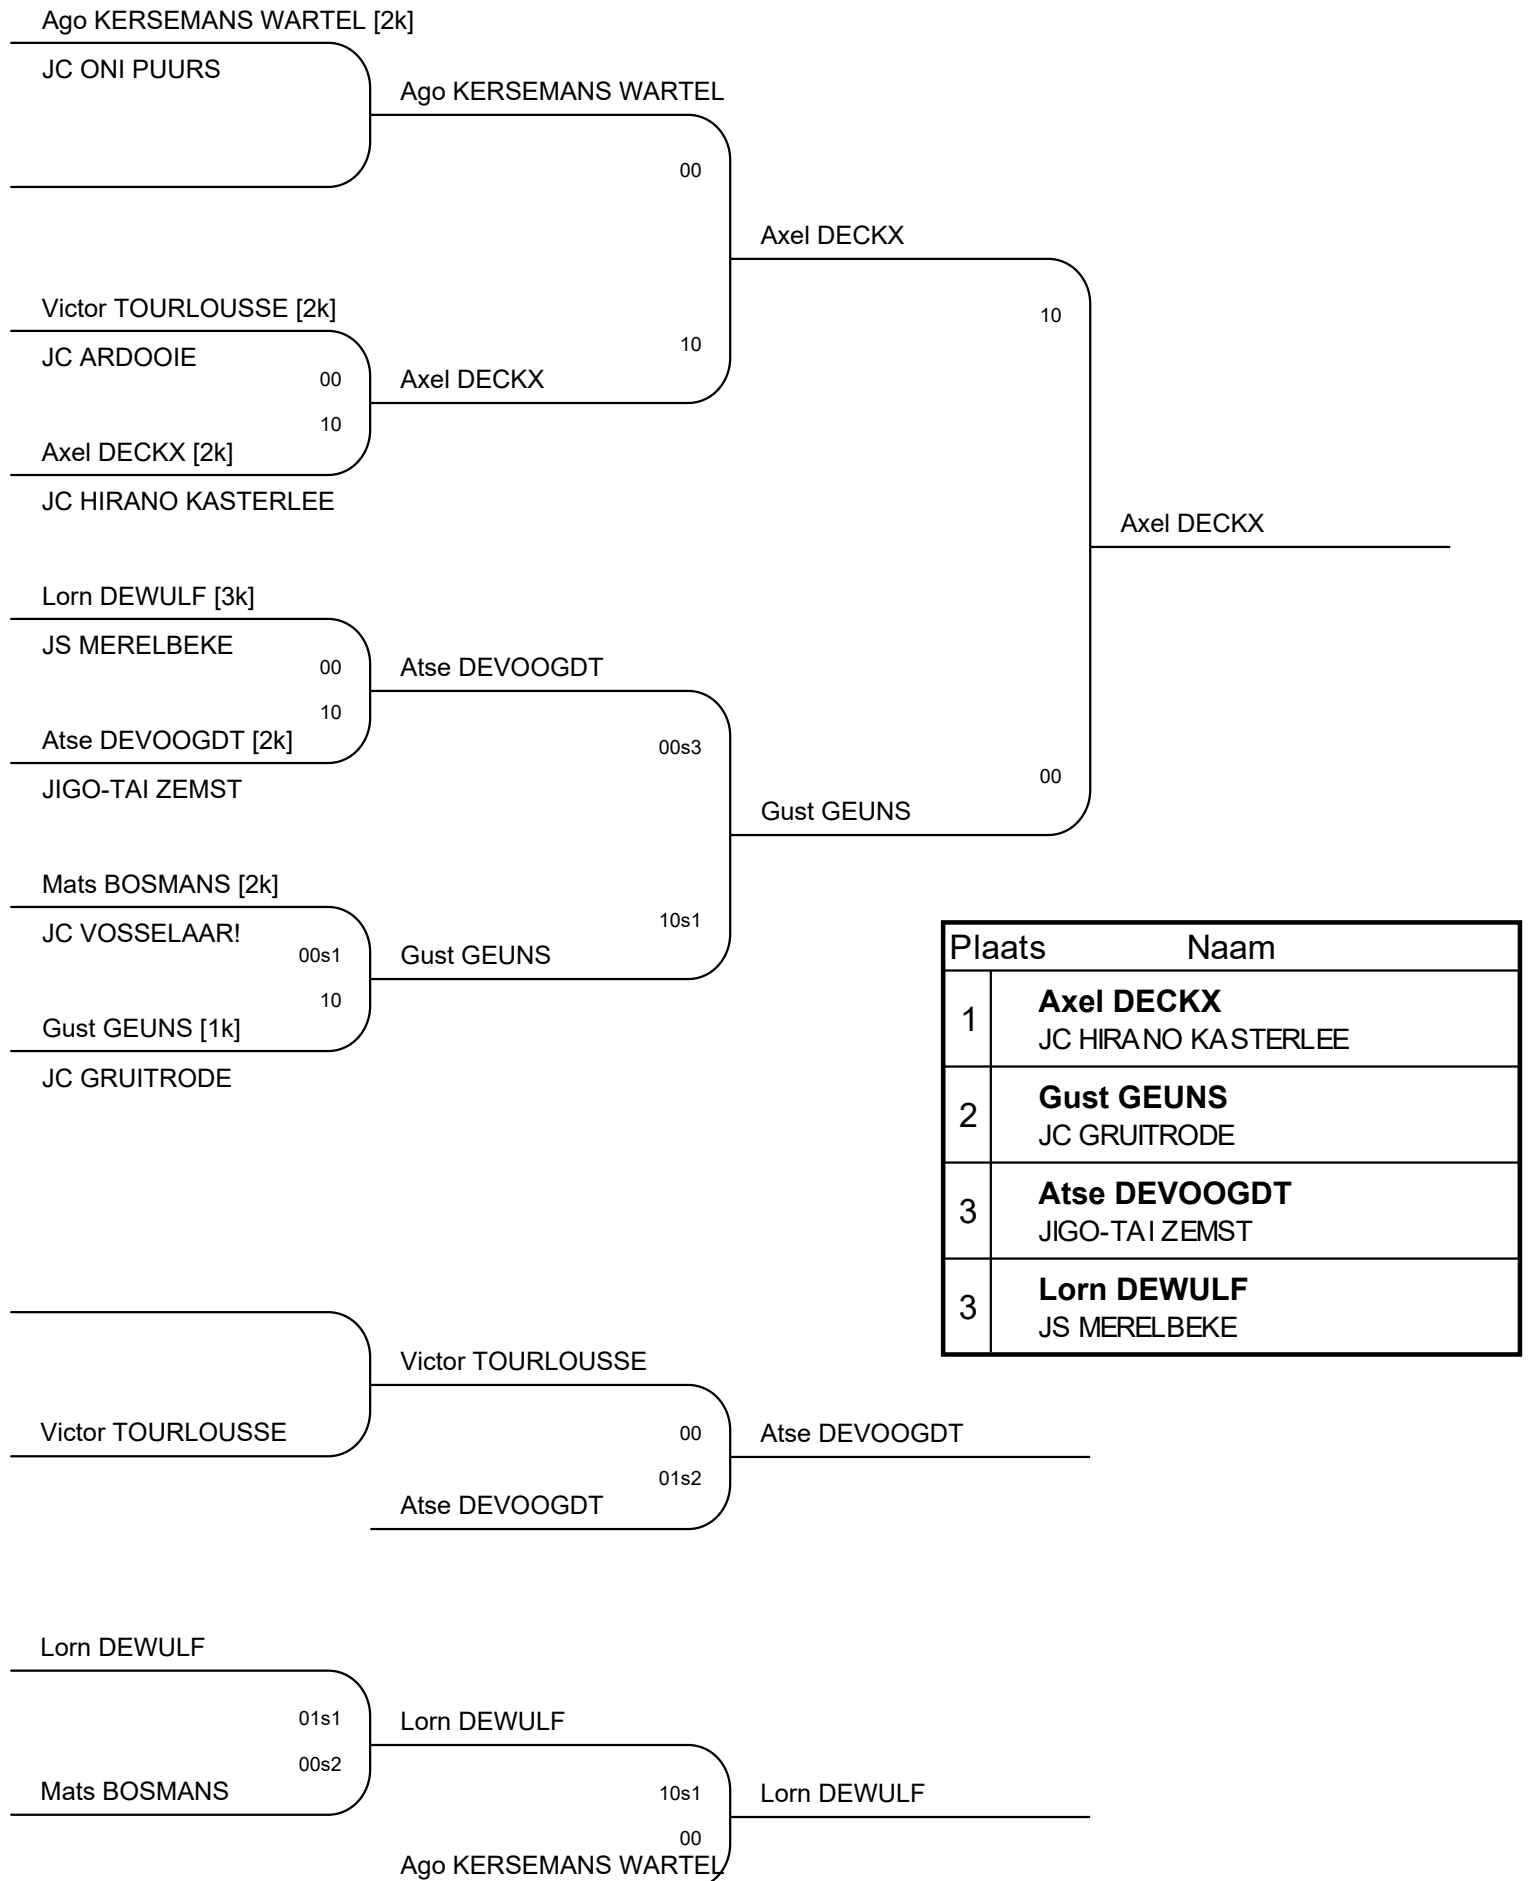 Ago KERSEMANS WARTEL [2k]
JC ONI PUURS
Ago KERSEMANS WARTEL
00
Axel DECKX
Victor TOURLOUSSE [2k]
JC ARDOOIE
00
10
Axel DECKX [2k]
JC HIRANO KASTERLEE
10
Axel DECKX
10
Axel DECKX
Lorn DEWULF [3k]
JS MERELBEKE
00
10
Atse DEVOOGDT [2k]
JIGO-TAI ZEMST
Atse DEVOOGDT
00s3
Gust GEUNS
00
Mats BOSMANS [2k]
JC VOSSELAAR!
00s1
10
Gust GEUNS [1k]
JC GRUITRODE
10s1
Gust GEUNS
Plaats Naam
1 Axel DECKX
JC HIRANO KASTERLEE
2 Gust GEUNS
JC GRUITRODE
3 Atse DEVOOGDT
JIGO-TAI ZEMST
3 Lorn DEWULF
JS MERELBEKE
Victor TOURLOUSSE
Victor TOURLOUSSE
00
01s2
Atse DEVOOGDT
Atse DEVOOGDT
Lorn DEWULF
01s1
00s2
Mats BOSMANS
Lorn DEWULF
10s1
00
Ago KERSEMANS WARTEL
Lorn DEWULF